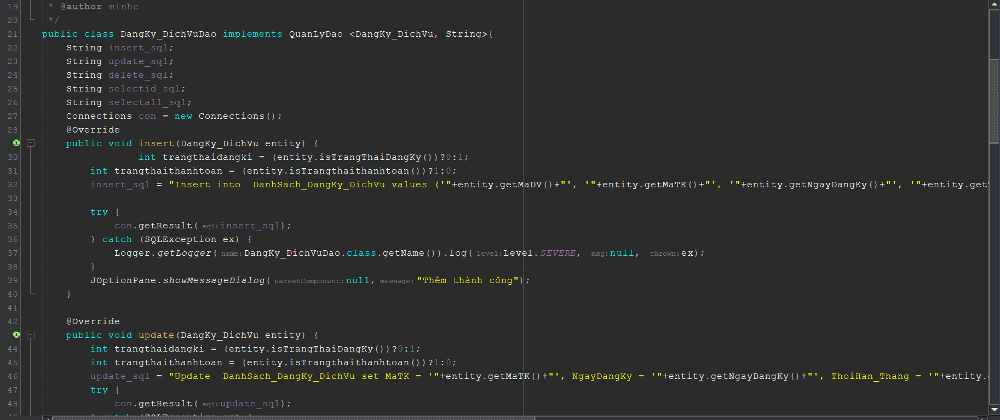 19 * @author minhc
20 */
21 public class DangKy_DichVuDao implements QuanLyDao <DangKy_DichVu, String>{
22 String insert_sql;
23 String update_sql;
24 String delete_sql;
25 String selectid_sql;
26 String selectall_sql;
27 Connections con = new Connections();
28 @Override
public void insert(DangKy_DichVu entity) {
30 int trangthaidangki = (entity.isTrangThaiDangKy())?0:1;
31 int trangthaithanhtoan = (entity.isTrangthaithanhtoan())?1:0;
32 insert_sql = "Insert into  DanhSach_DangKy_DichVu values ('"+entity.getMaDV()+"', '"+entity.getMaTK()+"', '"+entity.getNgayDangKy()+"', '"+entity.get
33
34 try {
35 con.getResult( sql: insert_sql);
36 } catch (SQLException ex) {
37 Logger.getLogger( name: DangKy_DichVuDao.class.getName()).log( level: Level.SEVERE, msg: null, thrown: ex);
38 }
39 JOptionPane.showMessageDialog( parentComponent: null, message: "Thêm thành công");
40 }
41
42 @Override
public void update(DangKy_DichVu entity) {
44 int trangthaidangki = (entity.isTrangThaiDangKy())?0:1;
45 int trangthaithanhtoan = (entity.isTrangthaithanhtoan())?1:0;
46 update_sql = "Update  DanhSach_DangKy_DichVu set MaTK = '"+entity.getMaTK()+"', NgayDangKy = '"+entity.getNgayDangKy()+"', ThoiHan_Thang = '"+entity.
47 try {
48 con.getResult( sql: update_sql);